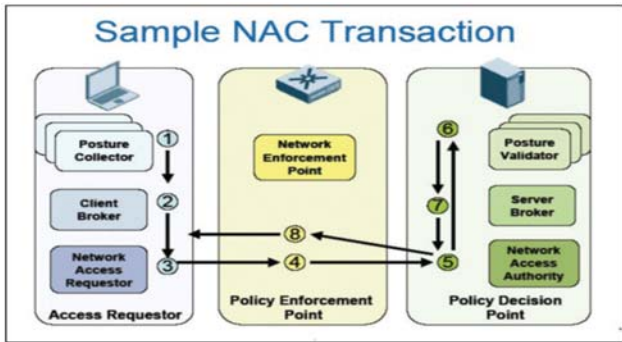 Sample NAC Transaction
Posture
Collector
1
Client
Broker
2
Network
Access
Requestor
3
Access Requestor
Network
Enforcement
Point
8
4
Policy Enforcement
Point
6
Posture
Validator
7
Server
Broker
5
Network
Access
Authority
Policy Decision
Point